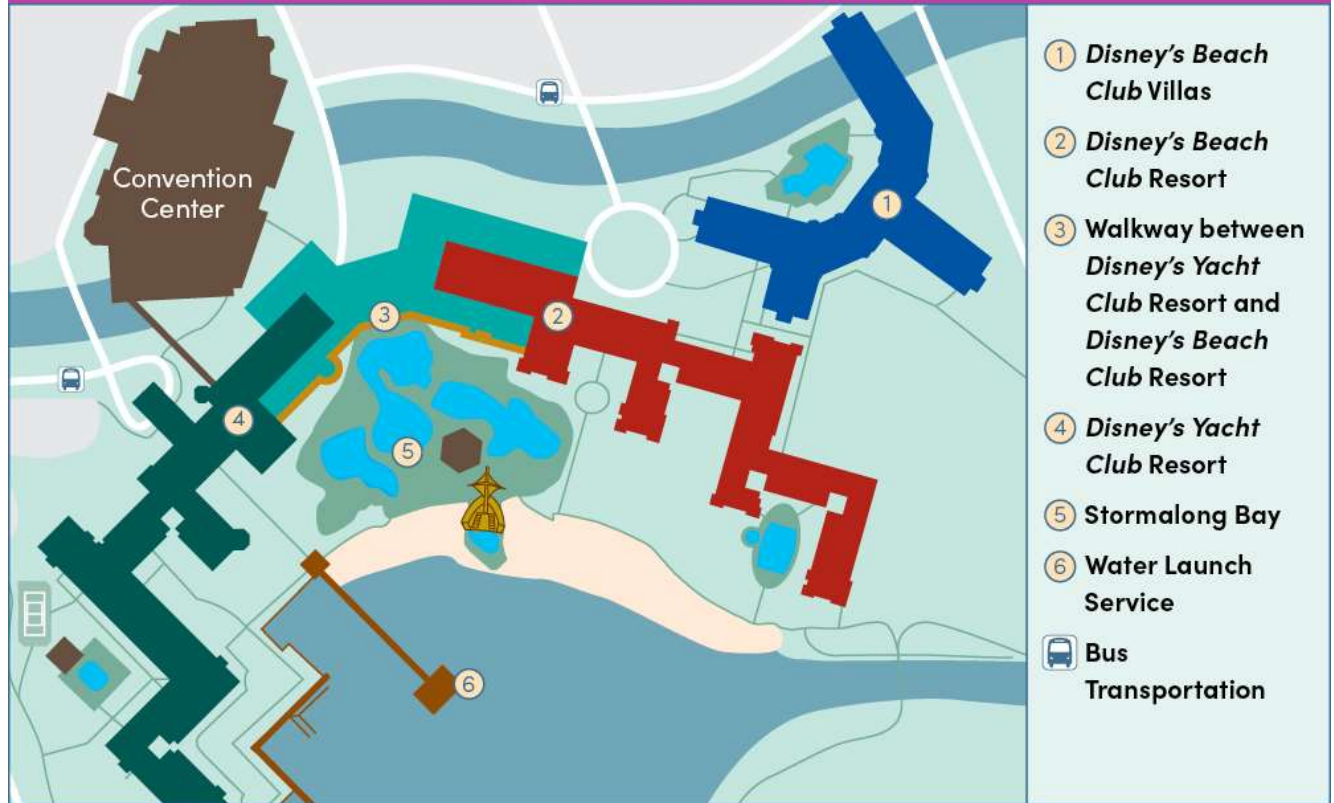 Convention
Center
1
3
2
4
5
6
1 Disney's Beach
Club Villas
2 Disney's Beach
Club Resort
3 Walkway between
Disney's Yacht
Club Resort and
Disney's Beach
Club Resort
4 Disney's Yacht
Club Resort
5 Stormalong Bay
6 Water Launch
Service
Bus
Transportation